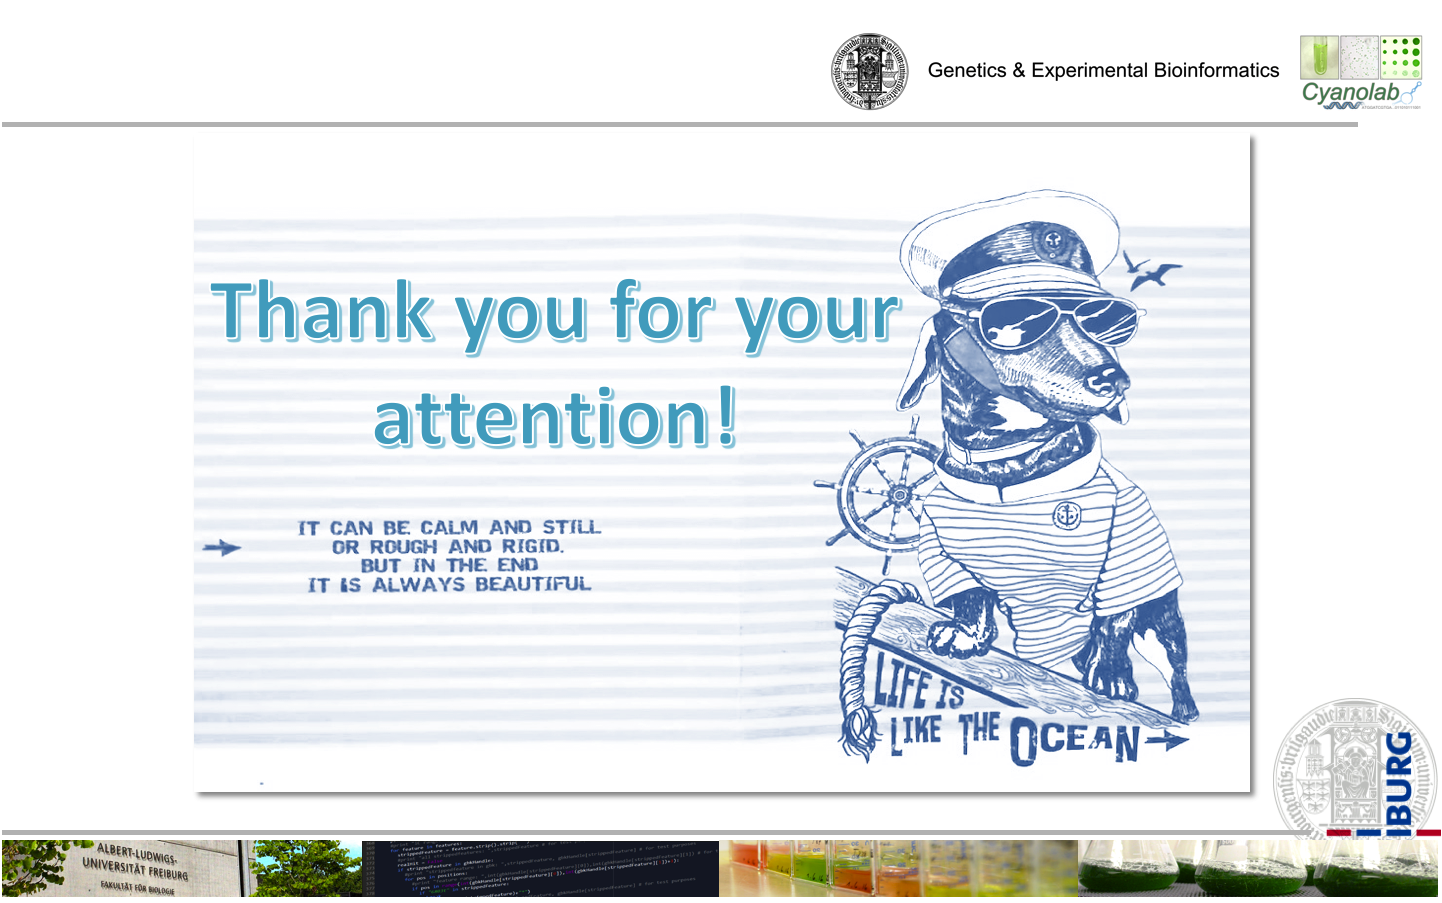 Genetics & Experimental Bioinformatics
Cyanolab
Thank you for your
attention!
IT CAN BE CALM AND STILL
OR ROUGH AND RIGID.
BUT IN THE END
IT IS ALWAYS BEAUTIFUL
LIFE IS
LIKE THE OCEAN
BURG
ALBERT-LUDWIGS-
UNIVERSITÄT FREIBURG
FAKULTÄT FÜR BIOLOGIE